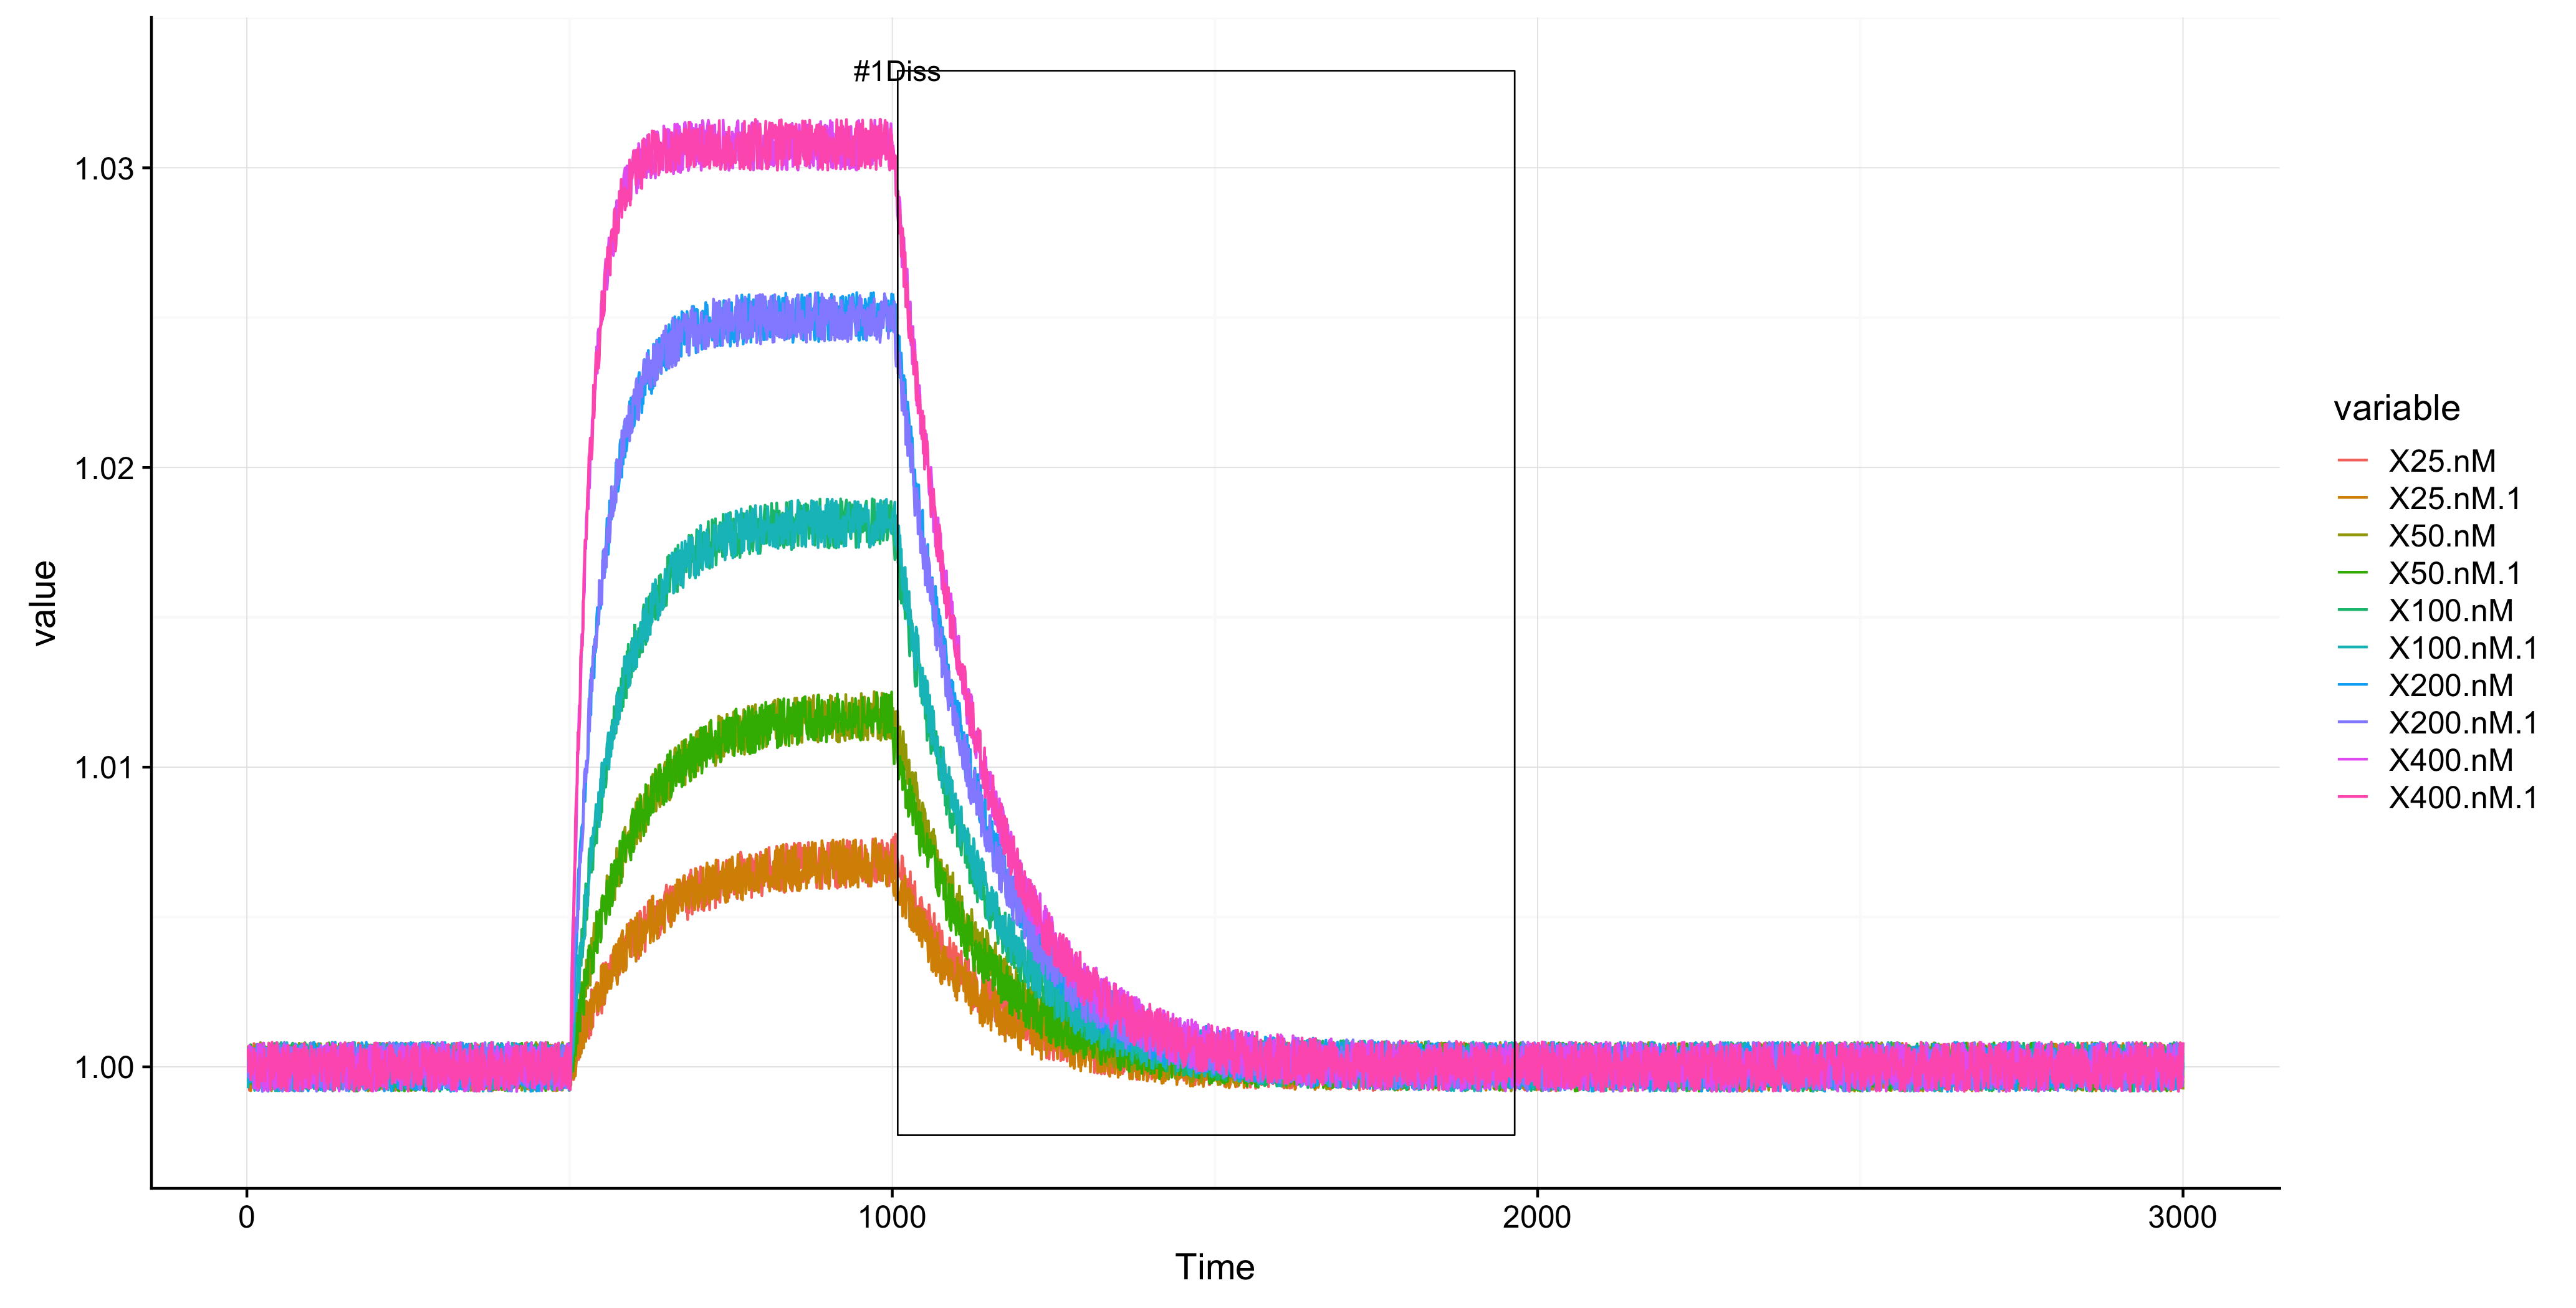 #1Diss
1.03
1.02
1.01
1.00
value
0 1000 2000 3000
Time
variable
X25.nM
X25.nM.1
X50.nM
X50.nM.1
X100.nM
X100.nM.1
X200.nM
X200.nM.1
X400.nM
X400.nM.1